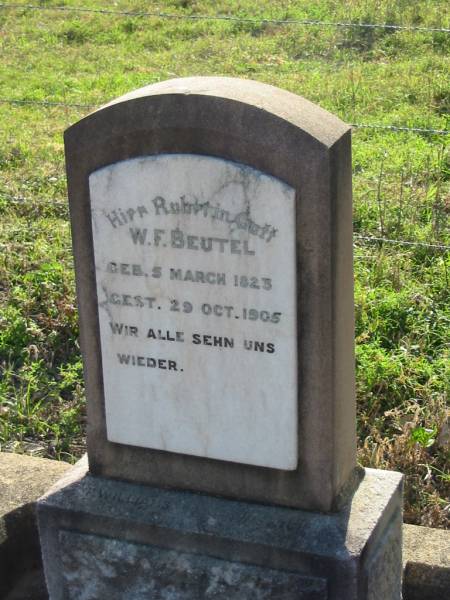 Hier Ruht in Gott
W.F. BEUTEL
GEB. 5 MARCH 1823
GEST. 29 OCT. 1905
WIR ALLE SEHN UNS
WIEDER.